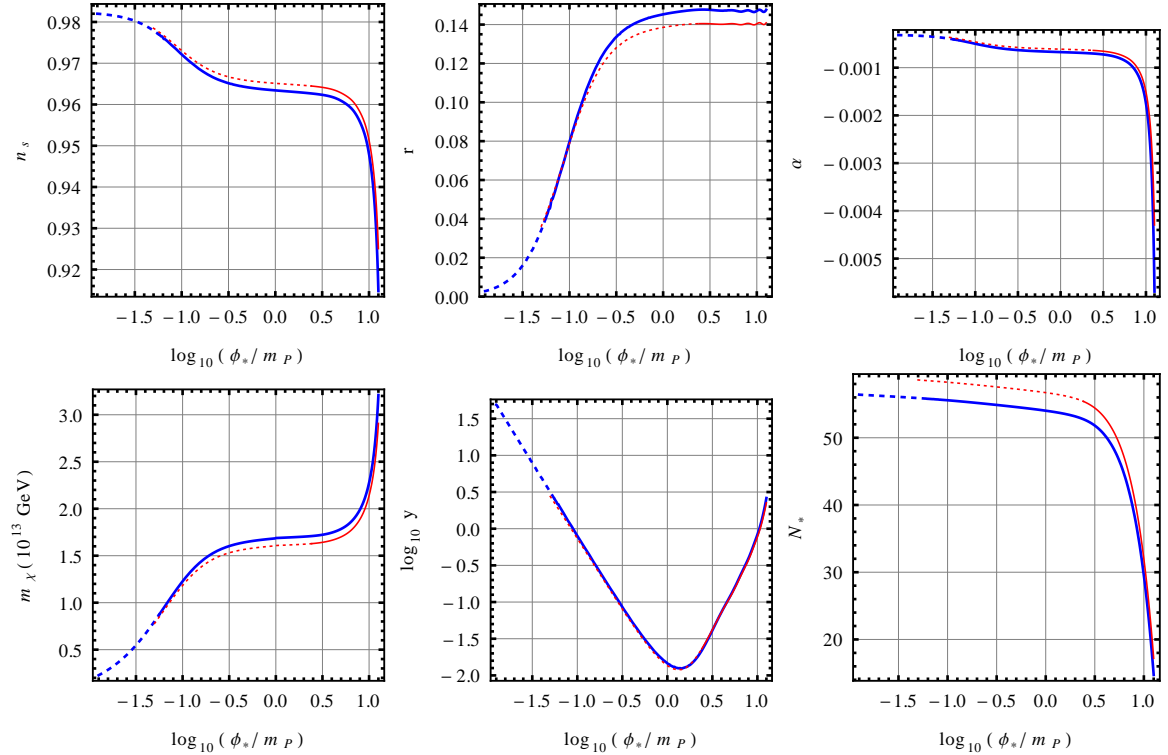 0.98
0.97
0.96
0.95
0.94
0.93
0.92
n s
−1.5 −1.0 −0.5 0.0 0.5 1.0
log10 ( ϕ* / m P )
0.14
0.12
0.10
0.08
0.06
0.04
0.02
0.00
r
−1.5 −1.0 −0.5 0.0 0.5 1.0
log10 ( ϕ* / m P )
−0.001
−0.002
−0.003
−0.004
−0.005
α
−1.5 −1.0 −0.5 0.0 0.5 1.0
log10 ( ϕ* / m P )
3.0
2.5
2.0
1.5
1.0
0.5
m χ ( 10^13 GeV )
−1.5 −1.0 −0.5 0.0 0.5 1.0
log10 ( ϕ* / m P )
1.5
1.0
0.5
0.0
−0.5
−1.0
−1.5
−2.0
log10 y
−1.5 −1.0 −0.5 0.0 0.5 1.0
log10 ( ϕ* / m P )
50
40
30
20
N*
−1.5 −1.0 −0.5 0.0 0.5 1.0
log10 ( ϕ* / m P )